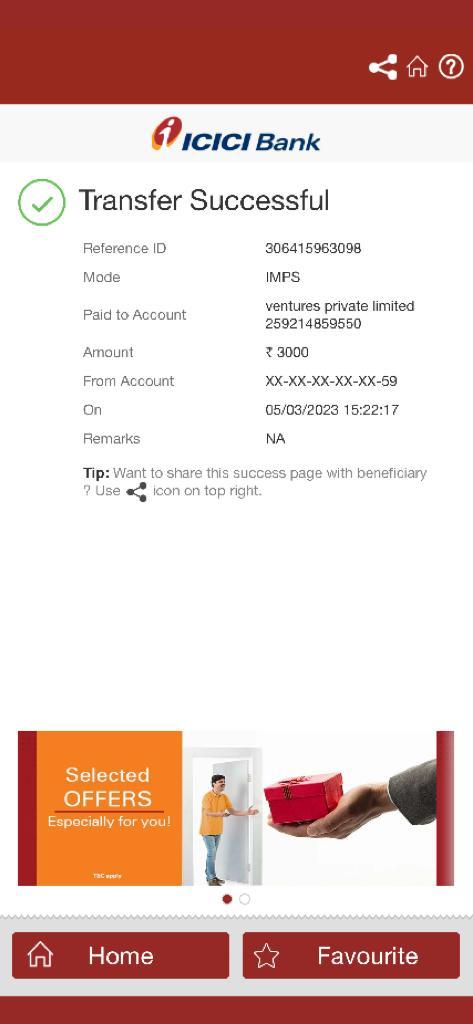 ICICI Bank
Transfer Successful
Reference ID 306415963098
Mode IMPS
Paid to Account ventures private limited
259214859550
Amount ₹ 3000
From Account XX-XX-XX-XX-XX-59
On 05/03/2023 15:22:17
Remarks NA
Tip: Want to share this success page with beneficiary
? Use icon on top right.
Selected
OFFERS
Especially for you!
T&C apply
Home
Favourite